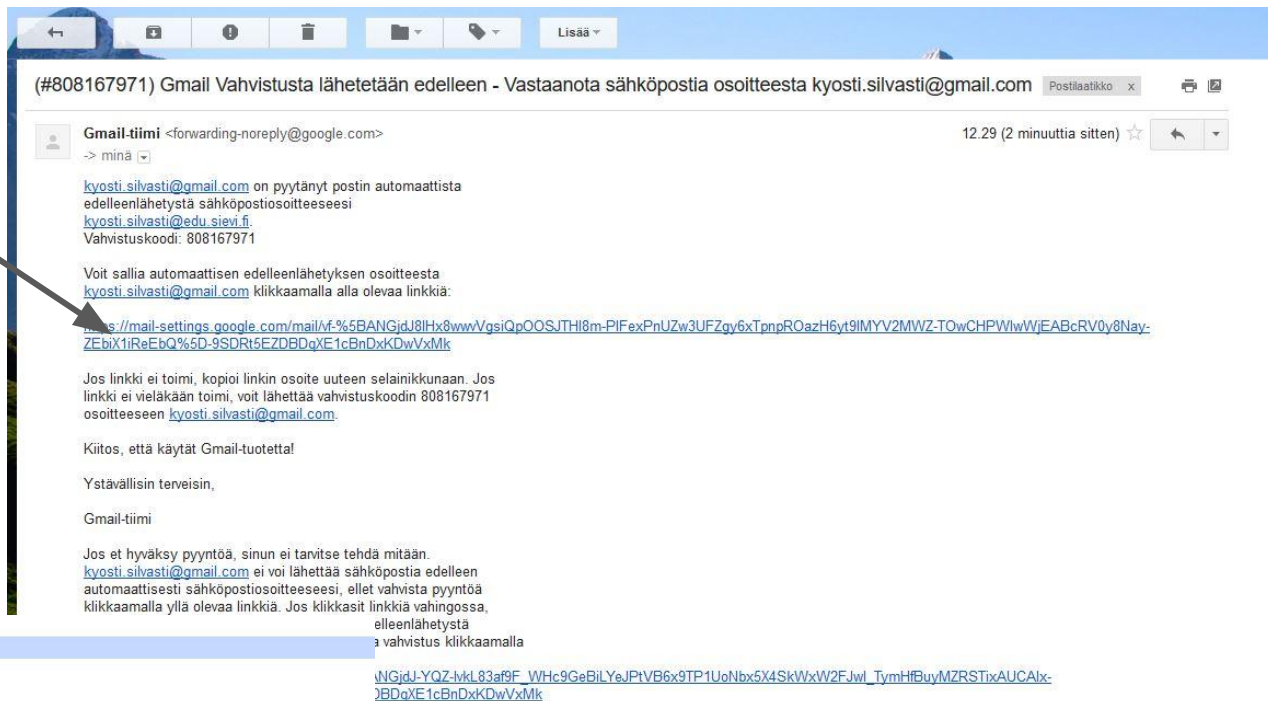 Lisää
(#808167971) Gmail Vahvistusta lähetetään edelleen - Vastaanota sähköpostia osoitteesta kyosti.silvasti@gmail.com Postilaatikko x
Gmail-tiimi <forwarding-noreply@google.com> 12.29 (2 minuuttia sitten)
-> minä
kyosti.silvasti@gmail.com on pyytänyt postin automaattista
edelleenlähetystä sähköpostiosoitteeseesi
kyosti.silvasti@edu.sievi.fi.
Vahvistuskoodi: 808167971
Voit sallia automaattisen edelleenlähetyksen osoitteesta
kyosti.silvasti@gmail.com klikkaamalla alla olevaa linkkiä:
https://mail-settings.google.com/mail/vf-%5BANGjdJ8lHx8wwvVgsiQpOOSJTHl8m-PlFexPnUZw3UFZgy6xTpnpROazH6yt9lMYV2MWZ-TOwCHPWlwWjEABcRV0y8Nay-
ZEbiX1iReEbQ%5D-9SDRt5EZDBDqXE1cBnDxKDwVxMk
Jos linkki ei toimi, kopioi linkin osoite uuteen selainikkunaan. Jos
linkki ei vieläkään toimi, voit lähettää vahvistuskoodin 808167971
osoitteeseen kyosti.silvasti@gmail.com.
Kiitos, että käytät Gmail-tuotetta!
Ystävällisin terveisin,
Gmail-tiimi
Jos et hyväksy pyyntöä, sinun ei tarvitse tehdä mitään.
kyosti.silvasti@gmail.com ei voi lähettää sähköpostia edelleen
automaattisesti sähköpostiosoitteeseesi, ellet vahvista pyyntöä
klikkaamalla yllä olevaa linkkiä. Jos klikkasit linkkiä vahingossa,
elleenlähetystä
a vahvistus klikkaamalla
ANGjdJ-YQZ-lvkL83af9F_WHc9GeBiLYeJPtVB6x9TP1UoNbx5X4SkWxW2FJwl_TymHfBuyMZRSTixAUCAlx-
DBDqXE1cBnDxKDwVxMk